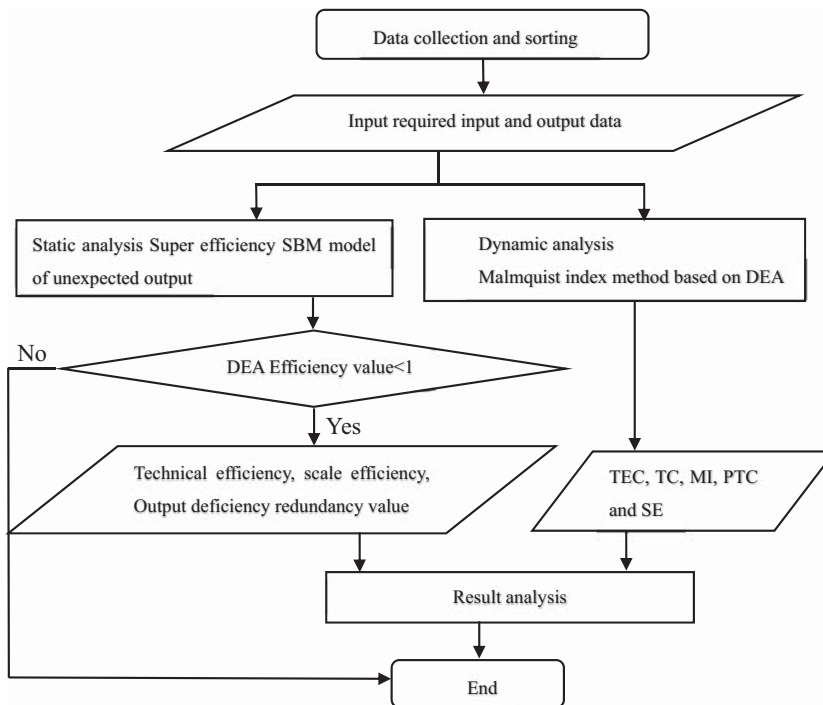 Data collection and sorting
Input required input and output data
Static analysis Super efficiency SBM model
of unexpected output
Dynamic analysis
Malmquist index method based on DEA
No
DEA Efficiency value<1
Yes
Technical efficiency, scale efficiency,
Output deficiency redundancy value
TEC, TC, MI, PTC
and SE
Result analysis
End